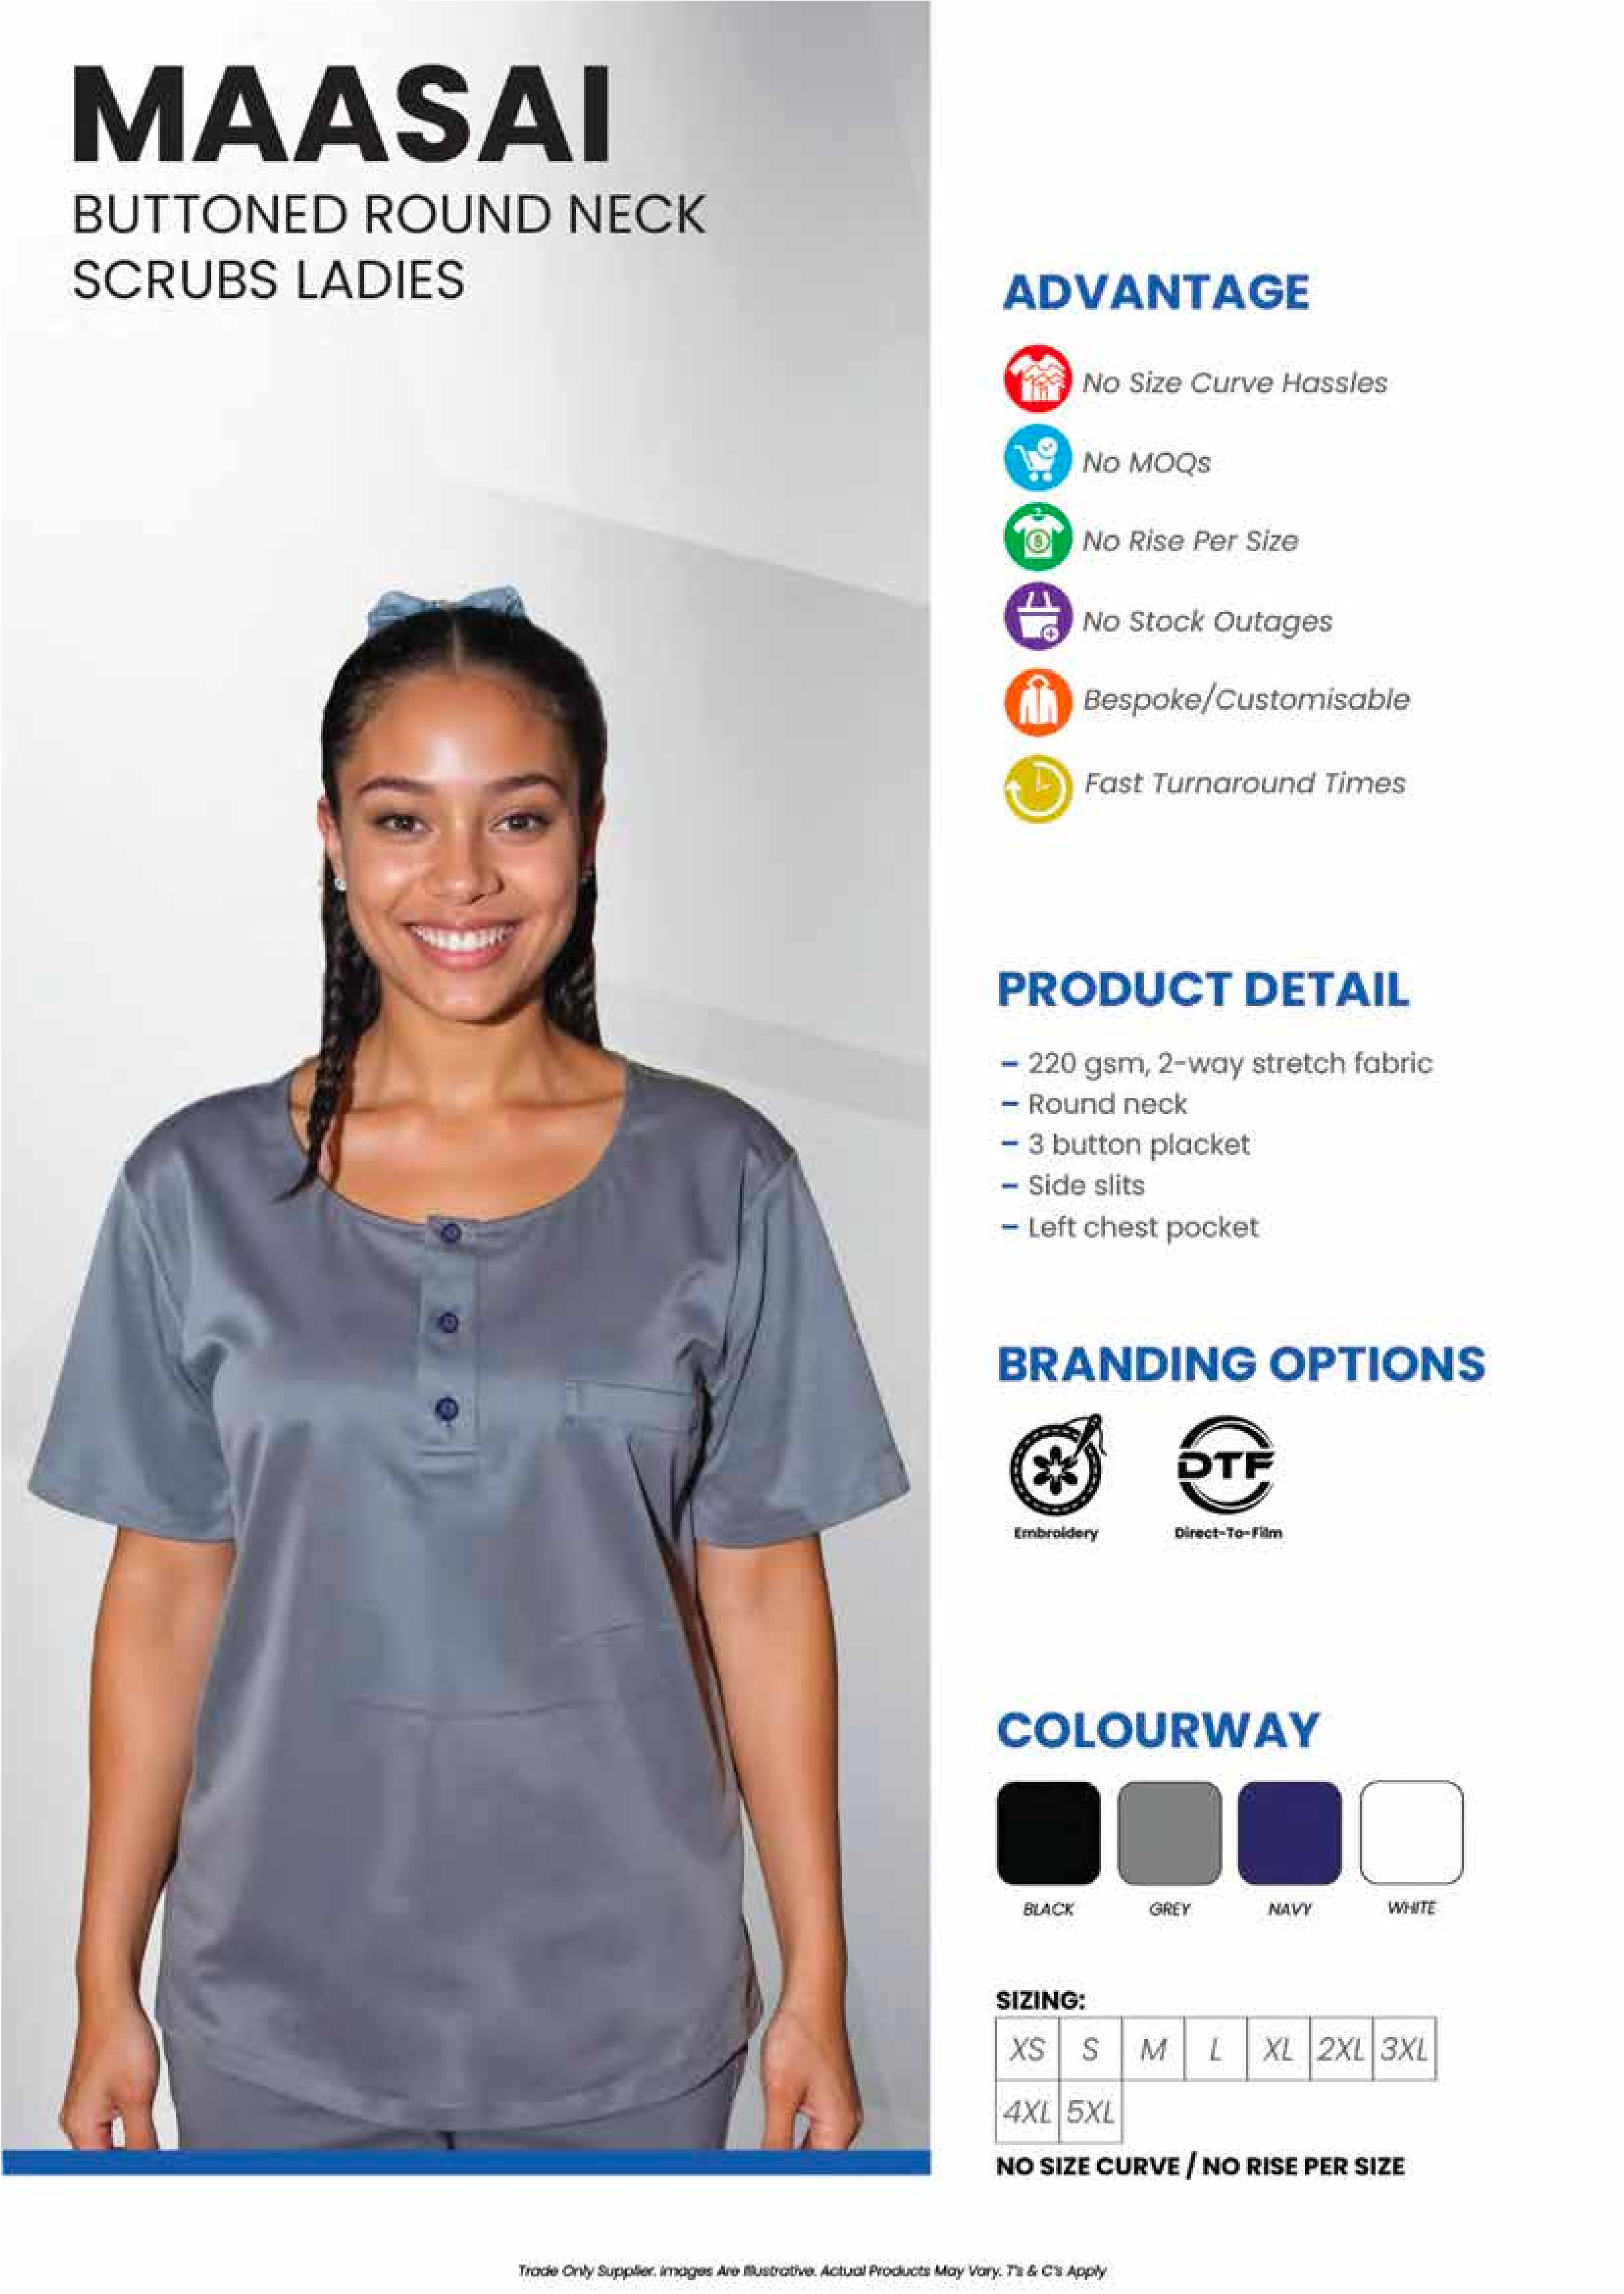 MAASAI
BUTTONED ROUND NECK
SCRUBS LADIES
ADVANTAGE
No Size Curve Hassles
No MOQs
No Rise Per Size
No Stock Outages
Bespoke/Customisable
Fast Turnaround Times
PRODUCT DETAIL
– 220 gsm, 2-way stretch fabric
– Round neck
– 3 button placket
– Side slits
– Left chest pocket
BRANDING OPTIONS
DTF
Embroidery Direct-To-Film
COLOURWAY
BLACK GREY NAVY WHITE
SIZING:
XS S M L XL 2XL 3XL
4XL 5XL
NO SIZE CURVE / NO RISE PER SIZE
Trade Only Supplier. Images Are Illustrative. Actual Products May Vary. T's & C's Apply